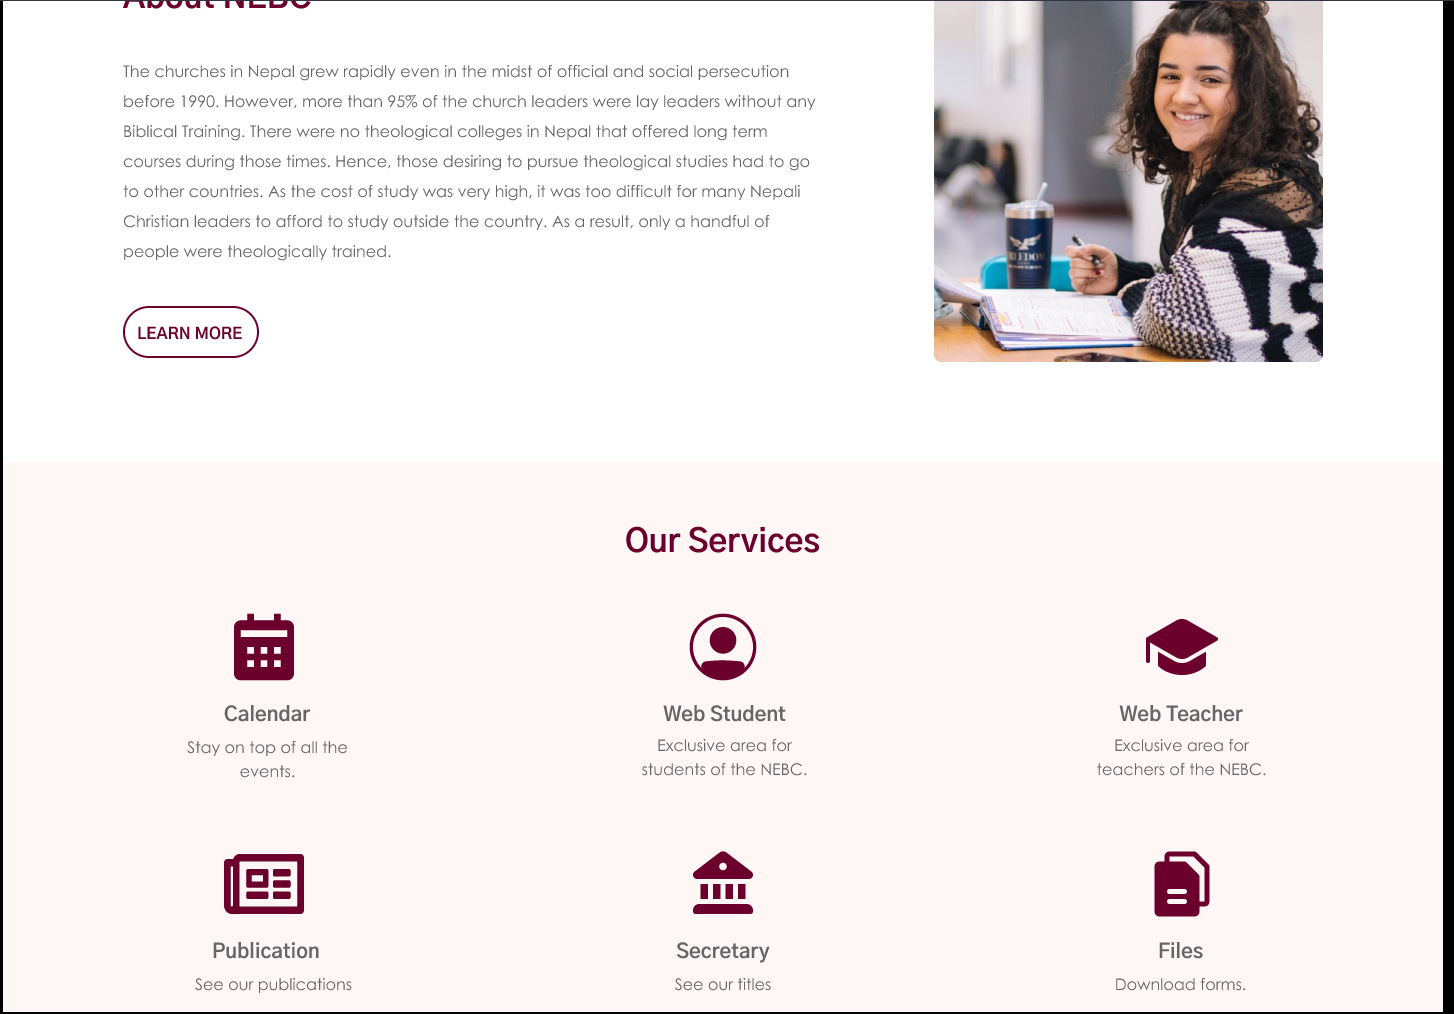 About NEBC
The churches in Nepal grew rapidly even in the midst of official and social persecution
before 1990. However, more than 95% of the church leaders were lay leaders without any
Biblical Training. There were no theological colleges in Nepal that offered long term
courses during those times. Hence, those desiring to pursue theological studies had to go
to other countries. As the cost of study was very high, it was too difficult for many Nepali
Christian leaders to afford to study outside the country. As a result, only a handful of
people were theologically trained.
LEARN MORE
FREEDOM
Our Services
Calendar
Stay on top of all the
events.
Web Student
Exclusive area for
students of the NEBC.
Web Teacher
Exclusive area for
teachers of the NEBC.
Publication
See our publications
Secretary
See our titles
Files
Download forms.